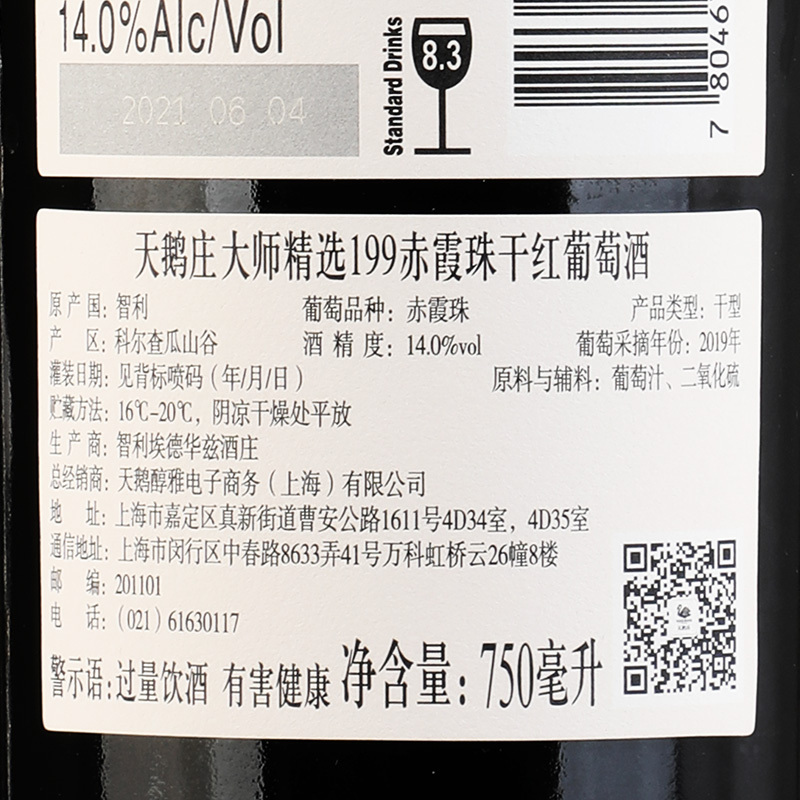 14.0%Alc/Vol
2021 06 04
Standard Drinks
8.3
7 8046
天鹅庄大师精选199赤霞珠干红葡萄酒
原产国：智利 葡萄品种：赤霞珠 产品类型：干型
产区：科尔查瓜山谷 酒精度：14.0%vol 葡萄采摘年份：2019年
灌装日期：见背标喷码（年/月/日） 原料与辅料：葡萄汁、二氧化硫
贮藏方法：16℃-20℃，阴凉干燥处平放
生产商：智利埃德华兹酒庄
总经销商：天鹅醇雅电子商务（上海）有限公司
地址：上海市嘉定区真新街道曹安公路1611号4D34室，4D35室
通信地址：上海市闵行区中春路8633弄41号万科虹桥云26幢8楼
邮编：201101
电话：（021）61630117
警示语：过量饮酒 有害健康 净含量：750毫升